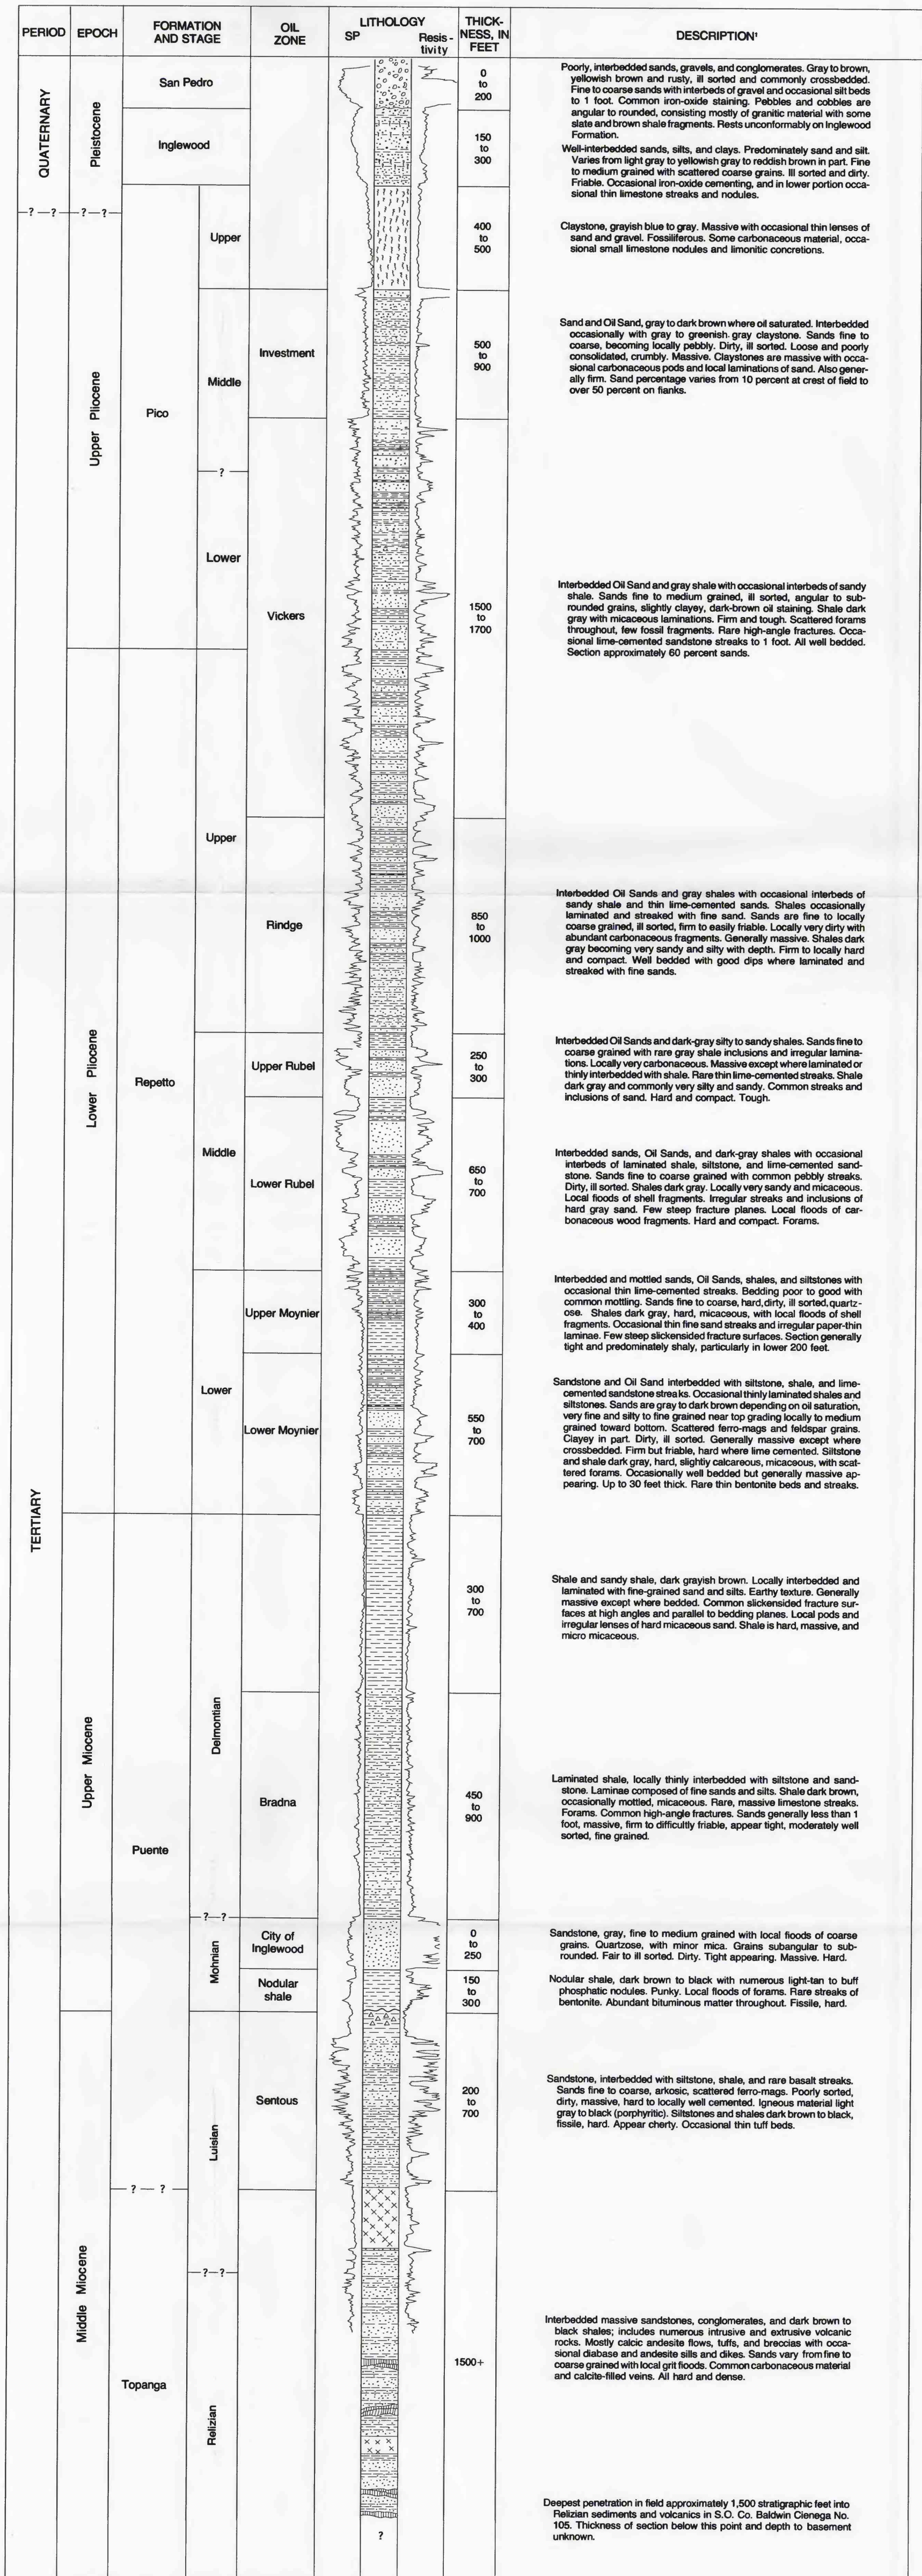 PERIOD EPOCH FORMATION AND STAGE OIL ZONE LITHOLOGY SP Resis-tivity THICK-NESS, IN FEET DESCRIPTION¹
QUATERNARY
Pleistocene
San Pedro
0
to
200
Poorly, interbedded sands, gravels, and conglomerates. Gray to brown,
yellowish brown and rusty, ill sorted and commonly crossbedded.
Fine to coarse sands with interbeds of gravel and occasional silt beds
to 1 foot. Common iron-oxide staining. Pebbles and cobbles are
angular to rounded, consisting mostly of granitic material with some
slate and brown shale fragments. Rests unconformably on Inglewood
Formation.
Inglewood
150
to
300
Well-interbedded sands, silts, and clays. Predominately sand and silt.
Varies from light gray to yellowish gray to reddish brown in part. Fine
to medium grained with scattered coarse grains. Ill sorted and dirty.
Friable. Occasional iron-oxide cementing, and in lower portion occa-
sional thin limestone streaks and nodules.
–?—?– –?—?–
TERTIARY
Upper Pliocene
Pico
Upper
400
to
500
Claystone, grayish blue to gray. Massive with occasional thin lenses of
sand and gravel. Fossiliferous. Some carbonaceous material, occa-
sional small limestone nodules and limonitic concretions.
Middle
Investment
500
to
900
Sand and Oil Sand, gray to dark brown where oil saturated. Interbedded
occasionally with gray to greenish-gray claystone. Sands fine to
coarse, becoming locally pebbly. Dirty, ill sorted. Loose and poorly
consolidated, crumbly. Massive. Claystones are massive with occa-
sional carbonaceous pods and local laminations of sand. Also gener-
ally firm. Sand percentage varies from 10 percent at crest of field to
over 50 percent on flanks.
—?—
Lower
Vickers
1500
to
1700
Interbedded Oil Sand and gray shale with occasional interbeds of sandy
shale. Sands fine to medium grained, ill sorted, angular to sub-
rounded grains, slightly clayey, dark-brown oil staining. Shale dark
gray with micaceous laminations. Firm and tough. Scattered forams
throughout, few fossil fragments. Rare high-angle fractures. Occa-
sional lime-cemented sandstone streaks to 1 foot. All well bedded.
Section approximately 60 percent sands.
Lower Pliocene
Repetto
Upper
Rindge
850
to
1000
Interbedded Oil Sands and gray shales with occasional interbeds of
sandy shale and thin lime-cemented sands. Shales occasionally
laminated and streaked with fine sand. Sands are fine to locally
coarse grained, ill sorted, firm to easily friable. Locally very dirty with
abundant carbonaceous fragments. Generally massive. Shales dark
gray becoming very sandy and silty with depth. Firm to locally hard
and compact. Well bedded with good dips where laminated and
streaked with fine sands.
Middle
Upper Rubel
250
to
300
Interbedded Oil Sands and dark-gray silty to sandy shales. Sands fine to
coarse grained with rare gray shale inclusions and irregular lamina-
tions. Locally very carbonaceous. Massive except where laminated or
thinly interbedded with shale. Rare thin lime-cemented streaks. Shale
dark gray and commonly very silty and sandy. Common streaks and
inclusions of sand. Hard and compact. Tough.
Lower Rubel
650
to
700
Interbedded sands, Oil Sands, and dark-gray shales with occasional
interbeds of laminated shale, siltstone, and lime-cemented sand-
stone. Sands fine to coarse grained with common pebbly streaks.
Dirty, ill sorted. Shales dark gray. Locally very sandy and micaceous.
Local floods of shell fragments. Irregular streaks and inclusions of
hard gray sand. Few steep fracture planes. Local floods of car-
bonaceous wood fragments. Hard and compact. Forams.
Lower
Upper Moynier
300
to
400
Interbedded and mottled sands, Oil Sands, shales, and siltstones with
occasional thin lime-cemented streaks. Bedding poor to good with
common mottling. Sands fine to coarse, hard, dirty, ill sorted, quartz-
ose. Shales dark gray, hard, micaceous, with local floods of shell
fragments. Occasional thin fine sand streaks and irregular paper-thin
laminae. Few steep slickensided fracture surfaces. Section generally
tight and predominately shaly, particularly in lower 200 feet.
Lower Moynier
550
to
700
Sandstone and Oil Sand interbedded with siltstone, shale, and lime-
cemented sandstone streaks. Occasional thinly laminated shales and
siltstones. Sands are gray to dark brown depending on oil saturation,
very fine and silty to fine grained near top grading locally to medium
grained toward bottom. Scattered ferro-mags and feldspar grains.
Clayey in part. Dirty, ill sorted. Generally massive except where
crossbedded. Firm but friable, hard where lime cemented. Siltstone
and shale dark gray, hard, slightly calcareous, micaceous, with scat-
tered forams. Occasionally well bedded but generally massive ap-
pearing. Up to 30 feet thick. Rare thin bentonite beds and streaks.
Upper Miocene
Puente
Delmontian
300
to
700
Shale and sandy shale, dark grayish brown. Locally interbedded and
laminated with fine-grained sand and silts. Earthy texture. Generally
massive except where bedded. Common slickensided fracture sur-
faces at high angles and parallel to bedding planes. Local pods and
irregular lenses of hard micaceous sand. Shale is hard, massive, and
micro micaceous.
Bradna
450
to
900
Laminated shale, locally thinly interbedded with siltstone and sand-
stone. Laminae composed of fine sands and silts. Shale dark brown,
occasionally mottled, micaceous. Rare, massive limestone streaks.
Forams. Common high-angle fractures. Sands generally less than 1
foot, massive, firm to difficultly friable, appear tight, moderately well
sorted, fine grained.
–?–?–
Mohnian
City of
Inglewood
0
to
250
Sandstone, gray, fine to medium grained with local floods of coarse
grains. Quartzose, with minor mica. Grains subangular to sub-
rounded. Fair to ill sorted. Dirty. Tight appearing. Massive. Hard.
Nodular
shale
150
to
300
Nodular shale, dark brown to black with numerous light-tan to buff
phosphatic nodules. Punky. Local floods of forams. Rare streaks of
bentonite. Abundant bituminous matter throughout. Fissile, hard.
Middle Miocene
Luisian
Sentous
200
to
700
Sandstone, interbedded with siltstone, shale, and rare basalt streaks.
Sands fine to coarse, arkosic, scattered ferro-mags. Poorly sorted,
dirty, massive, hard to locally well cemented. Igneous material light
gray to black (porphyritic). Siltstones and shales dark brown to black,
fissile, hard. Appear cherty. Occasional thin tuff beds.
– ? — ? –
–?–?–
Topanga
Relizian
1500+
Interbedded massive sandstones, conglomerates, and dark brown to
black shales; includes numerous intrusive and extrusive volcanic
rocks. Mostly calcic andesite flows, tuffs, and breccias with occa-
sional diabase and andesite sills and dikes. Sands vary from fine to
coarse grained with local grit floods. Common carbonaceous material
and calcite-filled veins. All hard and dense.
?
Deepest penetration in field approximately 1,500 stratigraphic feet into
Relizian sediments and volcanics in S.O. Co. Baldwin Cienega No.
105. Thickness of section below this point and depth to basement
unknown.